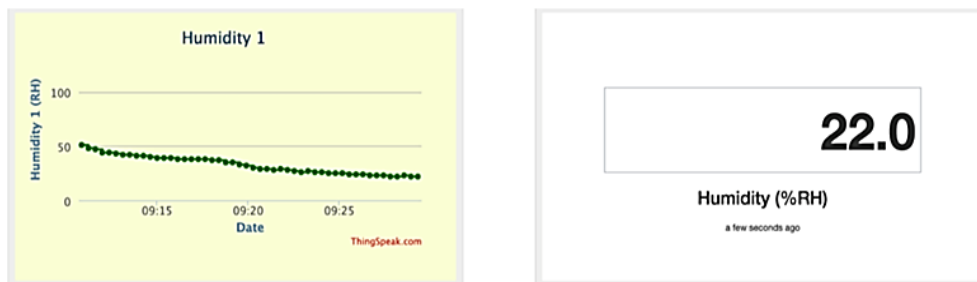 Humidity 1
Humidity 1 (RH)
100
50
0
09:15 09:20 09:25
Date
ThingSpeak.com
22.0
Humidity (%RH)
a few seconds ago